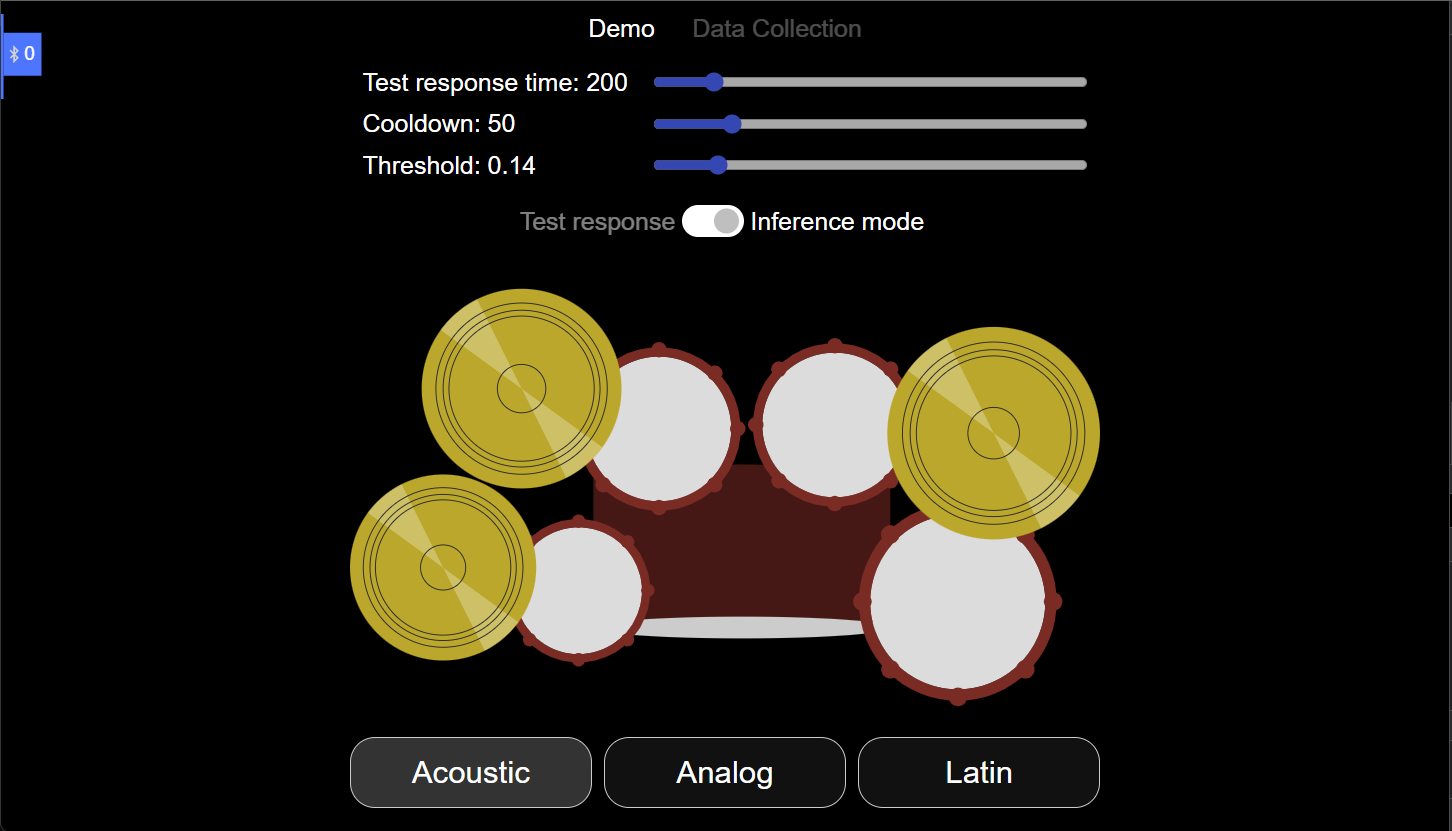 Demo Data Collection
0
Test response time: 200
Cooldown: 50
Threshold: 0.14
Test response Inference mode
Acoustic Analog Latin